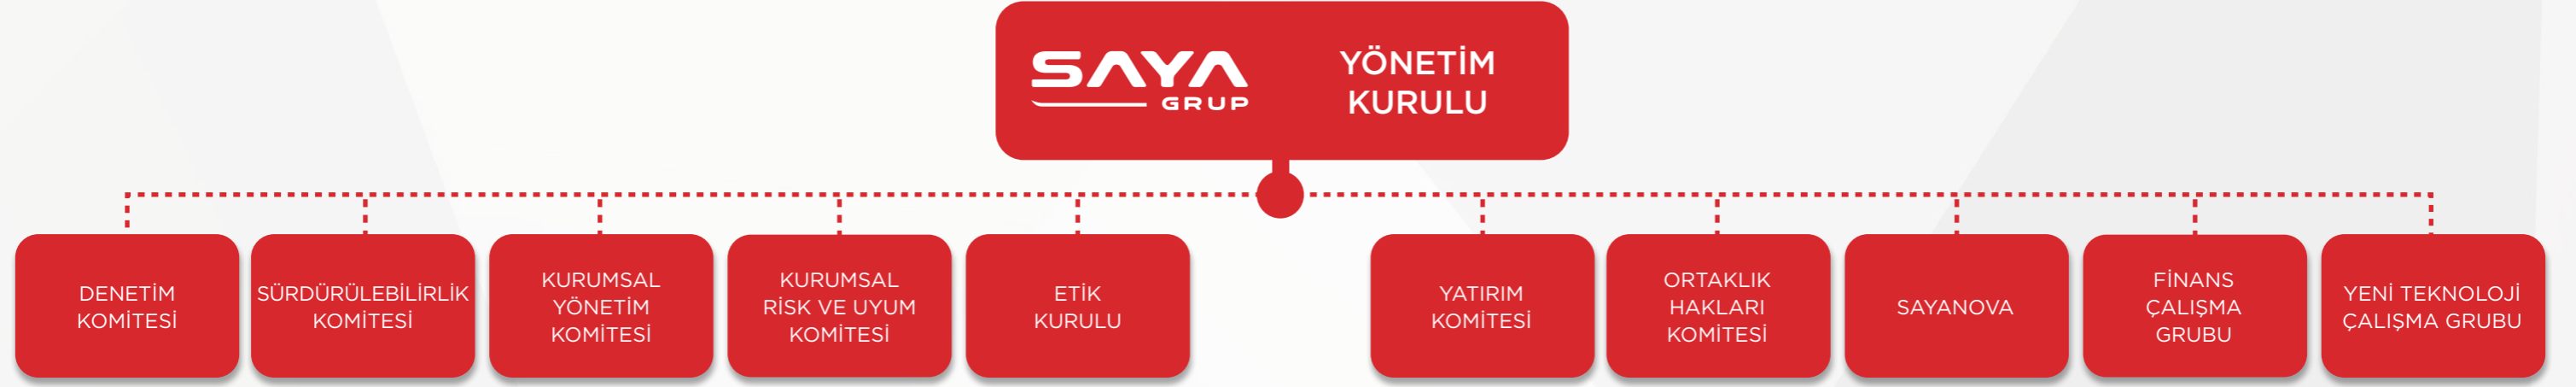 SAYA
GRUP
YÖNETİM
KURULU
DENETİM
KOMİTESİ
SÜRDÜRÜLEBİLİRLİK
KOMİTESİ
KURUMSAL
YÖNETİM
KOMİTESİ
KURUMSAL
RİSK VE UYUM
KOMİTESİ
ETİK
KURULU
YATIRIM
KOMİTESİ
ORTAKLIK
HAKLARI
KOMİTESİ
SAYANOVA
FİNANS
ÇALIŞMA
GRUBU
YENİ TEKNOLOJİ
ÇALIŞMA GRUBU